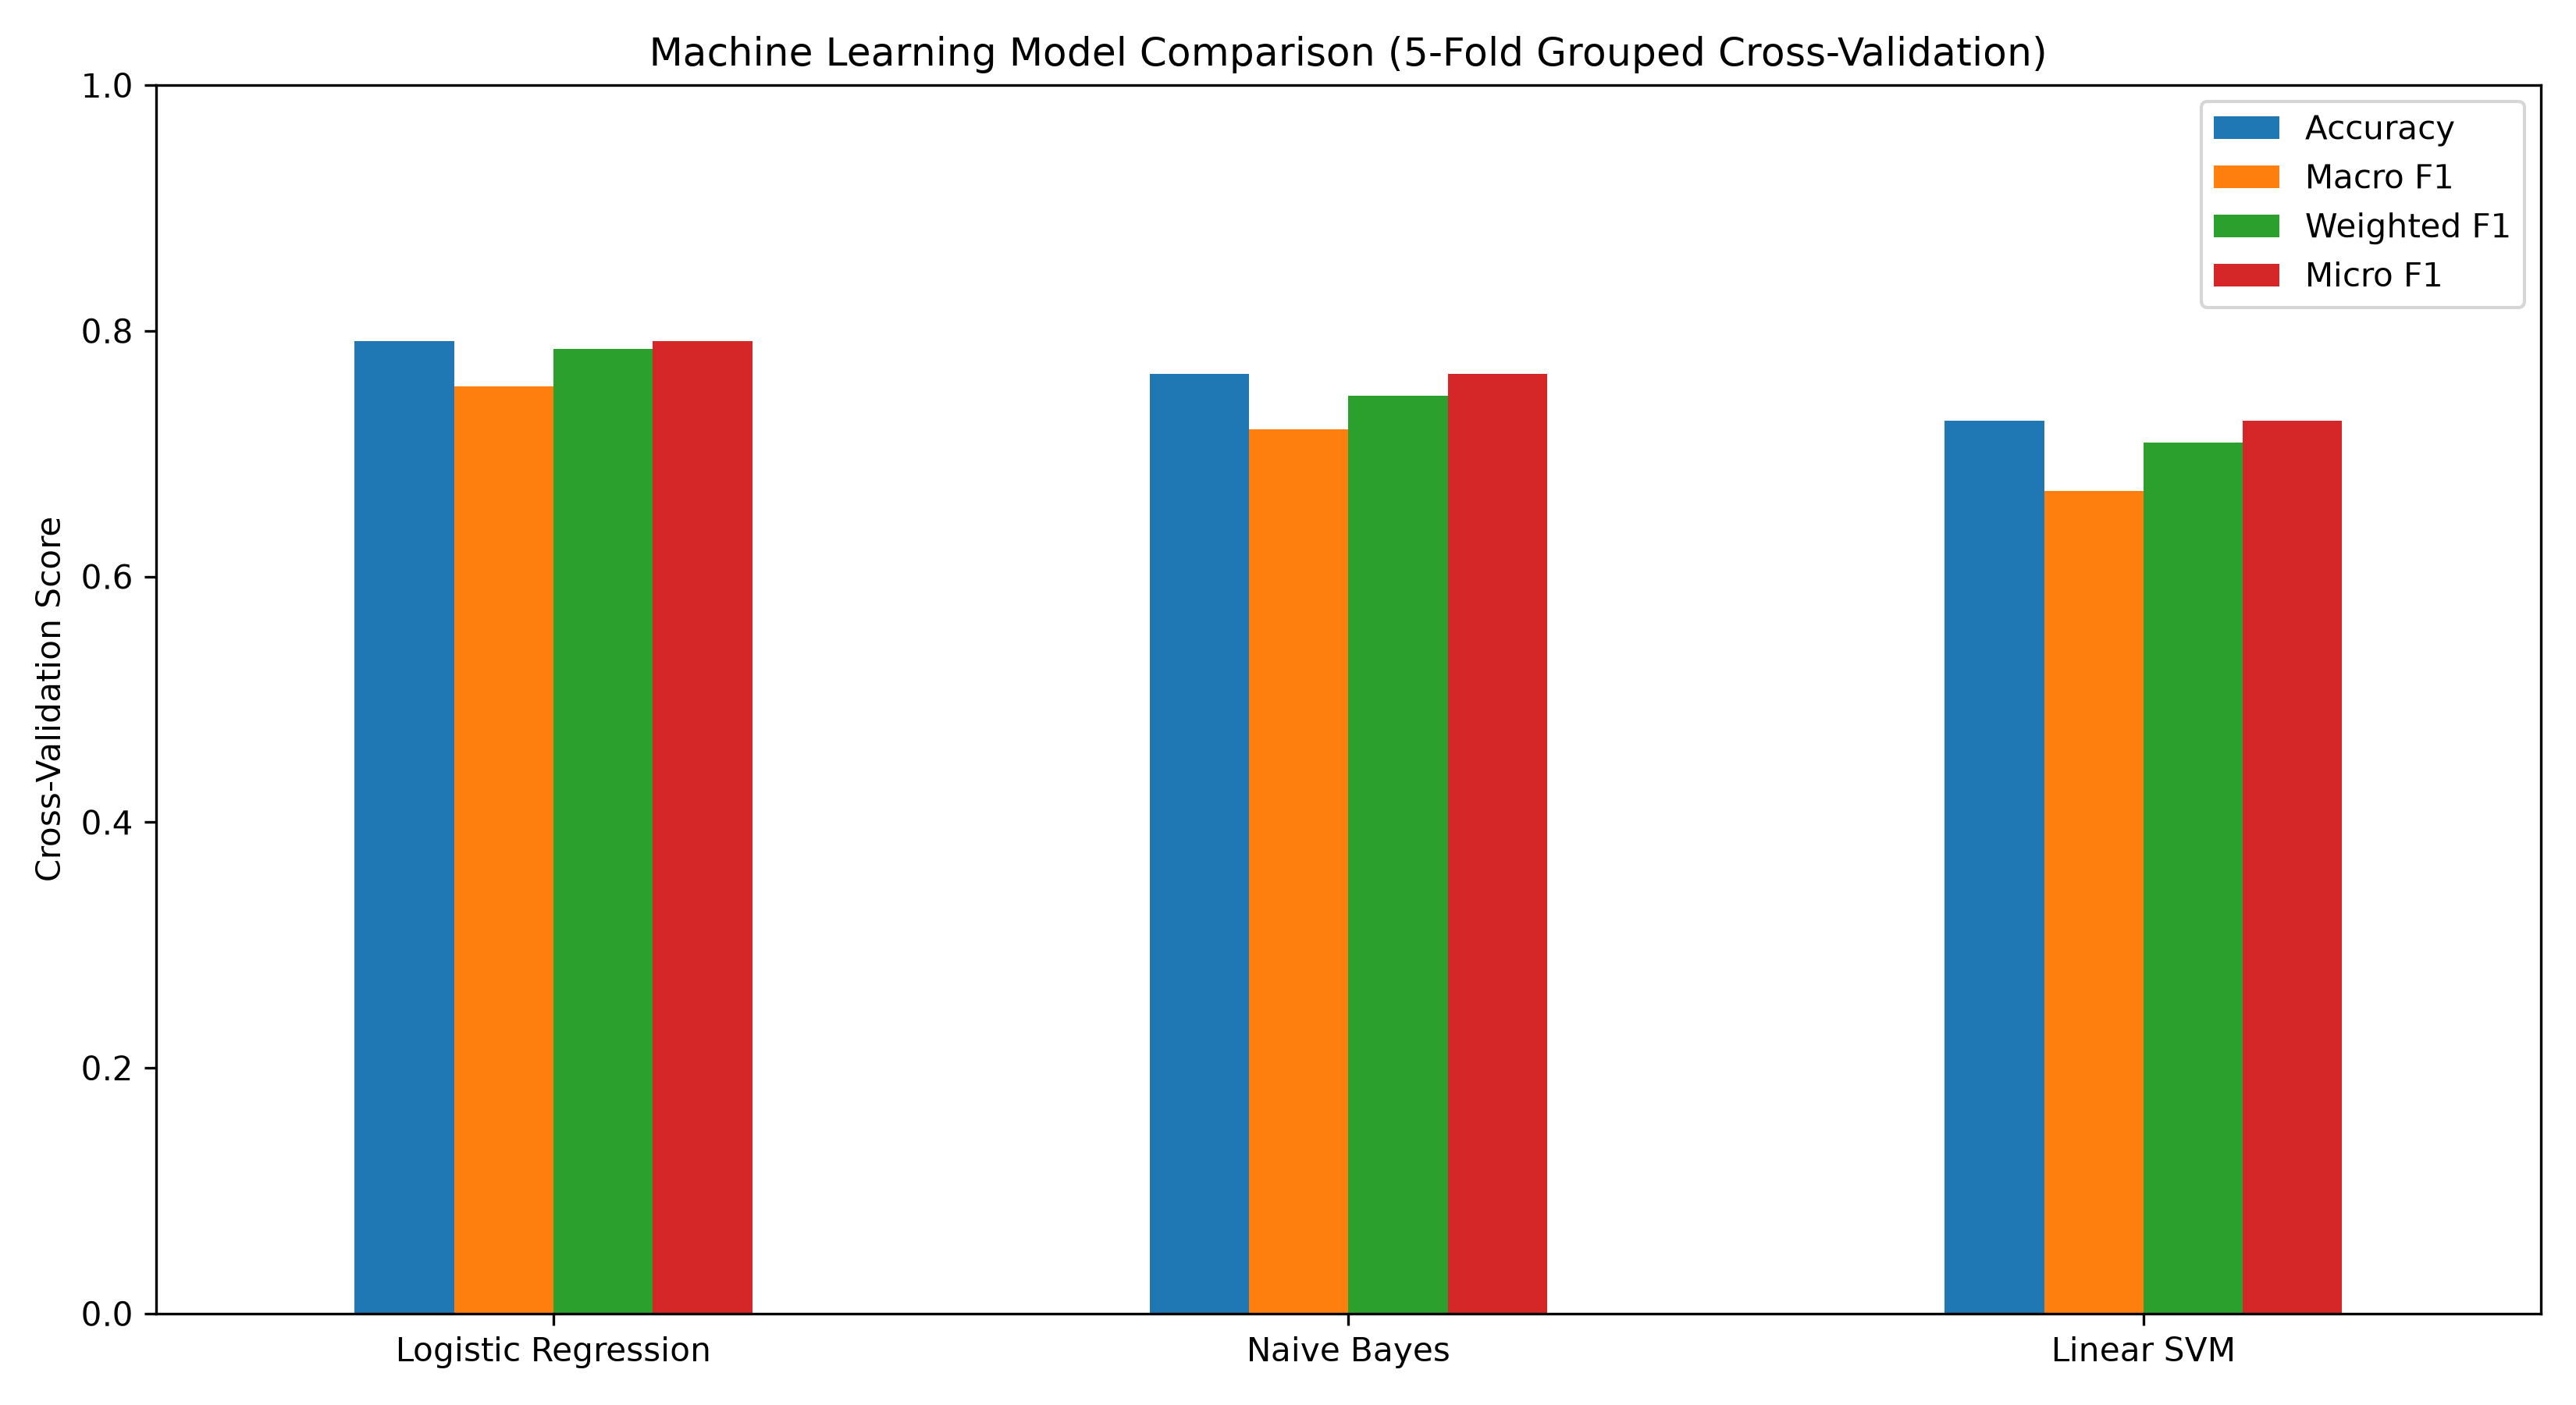 Machine Learning Model Comparison (5-Fold Grouped Cross-Validation)
1.0
0.8
0.6
0.4
0.2
0.0
Cross-Validation Score
Accuracy
Macro F1
Weighted F1
Micro F1
Logistic Regression
Naive Bayes
Linear SVM